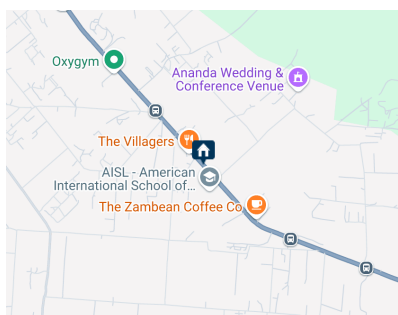 Oxygym
Ananda Wedding &
Conference Venue
The Villagers
AISL - American
International School of...
The Zambean Coffee Co